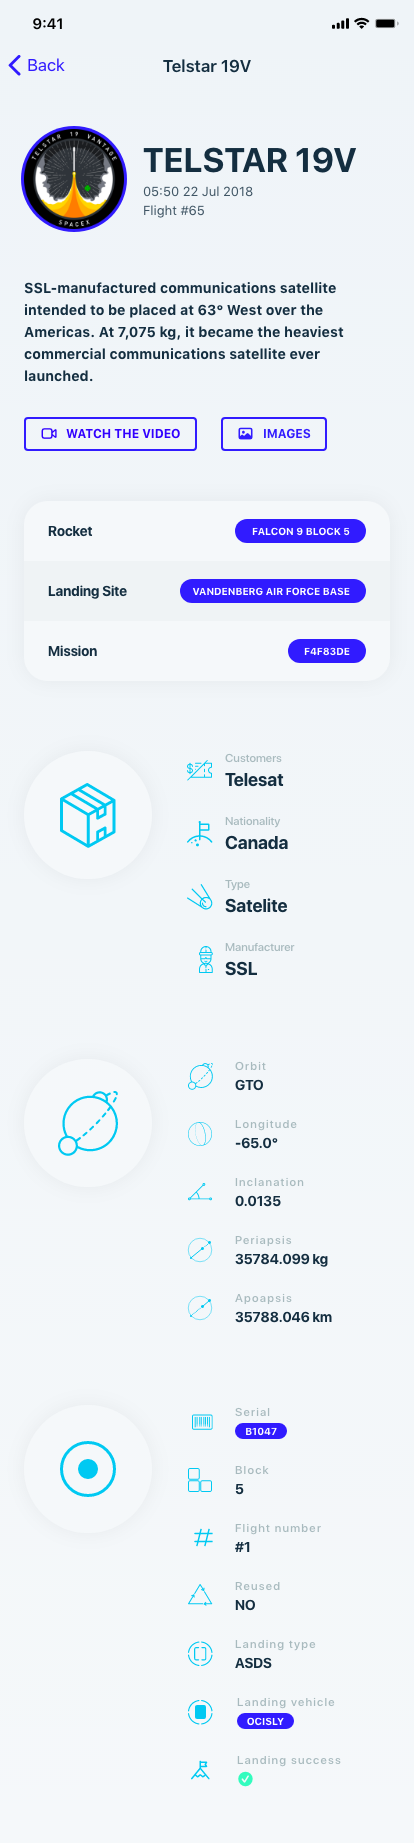 9:41
Back
Telstar 19V
TELSTAR 19 VANTAGE
SPACEX
TELSTAR 19V
05:50 22 Jul 2018
Flight #65
SSL-manufactured communications satellite
intended to be placed at 63° West over the
Americas. At 7,075 kg, it became the heaviest
commercial communications satellite ever
launched.
WATCH THE VIDEO
IMAGES
Rocket
FALCON 9 BLOCK 5
Landing Site
VANDENBERG AIR FORCE BASE
Mission
F4F83DE
Customers
Telesat
Nationality
Canada
Type
Satelite
Manufacturer
SSL
Orbit
GTO
Longitude
-65.0°
Inclanation
0.0135
Periapsis
35784.099 kg
Apoapsis
35788.046 km
Serial
B1047
Block
5
Flight number
#1
Reused
NO
Landing type
ASDS
Landing vehicle
OCISLY
Landing success